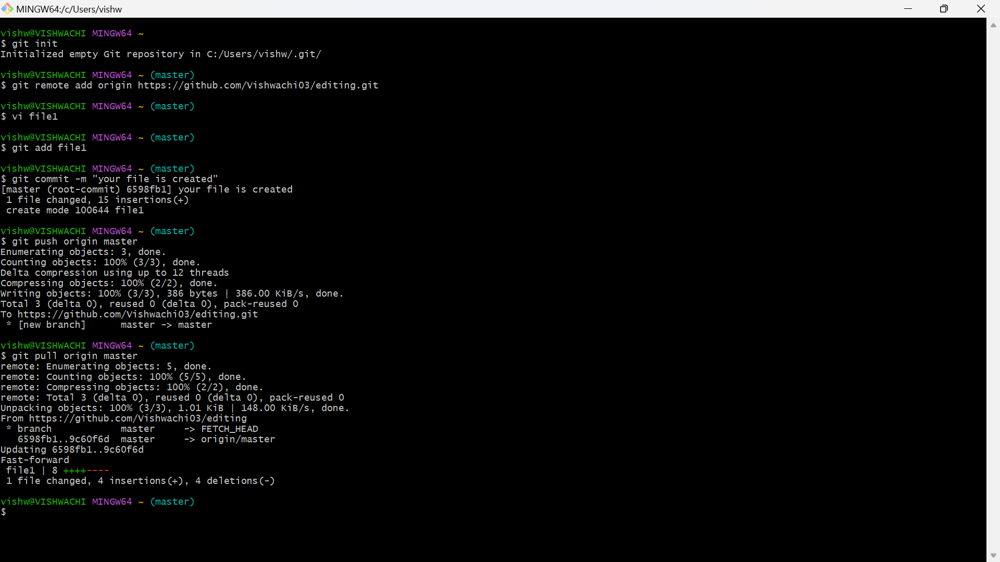 MINGW64:/c/Users/vishw
vishw@VISHWACHI MINGW64 ~
$ git init
Initialized empty Git repository in C:/Users/vishw/.git/
vishw@VISHWACHI MINGW64 ~ (master)
$ git remote add origin https://github.com/Vishwachi03/editing.git
vishw@VISHWACHI MINGW64 ~ (master)
$ vi file1
vishw@VISHWACHI MINGW64 ~ (master)
$ git add file1
vishw@VISHWACHI MINGW64 ~ (master)
$ git commit -m "your file is created"
[master (root-commit) 6598fb1] your file is created
 1 file changed, 15 insertions(+)
 create mode 100644 file1
vishw@VISHWACHI MINGW64 ~ (master)
$ git push origin master
Enumerating objects: 3, done.
Counting objects: 100% (3/3), done.
Delta compression using up to 12 threads
Compressing objects: 100% (2/2), done.
Writing objects: 100% (3/3), 386 bytes | 386.00 KiB/s, done.
Total 3 (delta 0), reused 0 (delta 0), pack-reused 0
To https://github.com/Vishwachi03/editing.git
 * [new branch]      master -> master
vishw@VISHWACHI MINGW64 ~ (master)
$ git pull origin master
remote: Enumerating objects: 5, done.
remote: Counting objects: 100% (5/5), done.
remote: Compressing objects: 100% (2/2), done.
remote: Total 3 (delta 0), reused 0 (delta 0), pack-reused 0
Unpacking objects: 100% (3/3), 1.01 KiB | 148.00 KiB/s, done.
From https://github.com/Vishwachi03/editing
 * branch            master     -> FETCH_HEAD
   6598fb1..9c60f6d  master     -> origin/master
Updating 6598fb1..9c60f6d
Fast-forward
 file1 | 8 ++++----
 1 file changed, 4 insertions(+), 4 deletions(-)
vishw@VISHWACHI MINGW64 ~ (master)
$